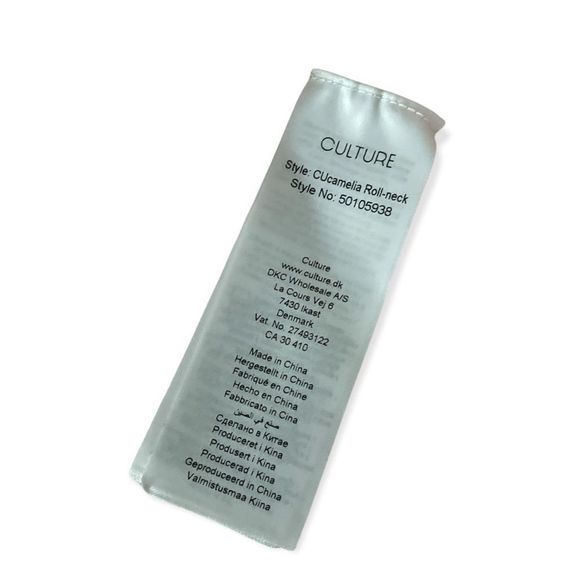 CULTURE
Style: CUcamelia Roll-neck
Style No: 50105938
Culture
www.culture.dk
DKC Wholesale A/S
La Cours Vej 6
7430 Ikast
Denmark
Vat. No. 27493122
CA 30 410
Made in China
Hergestellt in China
Fabriqué en Chine
Hecho en China
Fabbricato in Cina
صنع في الصين
Сделано в Китае
Produceret i Kina
Produsert i Kina
Producerad i Kina
Geproduceerd in China
Valmistusmaa Kiina